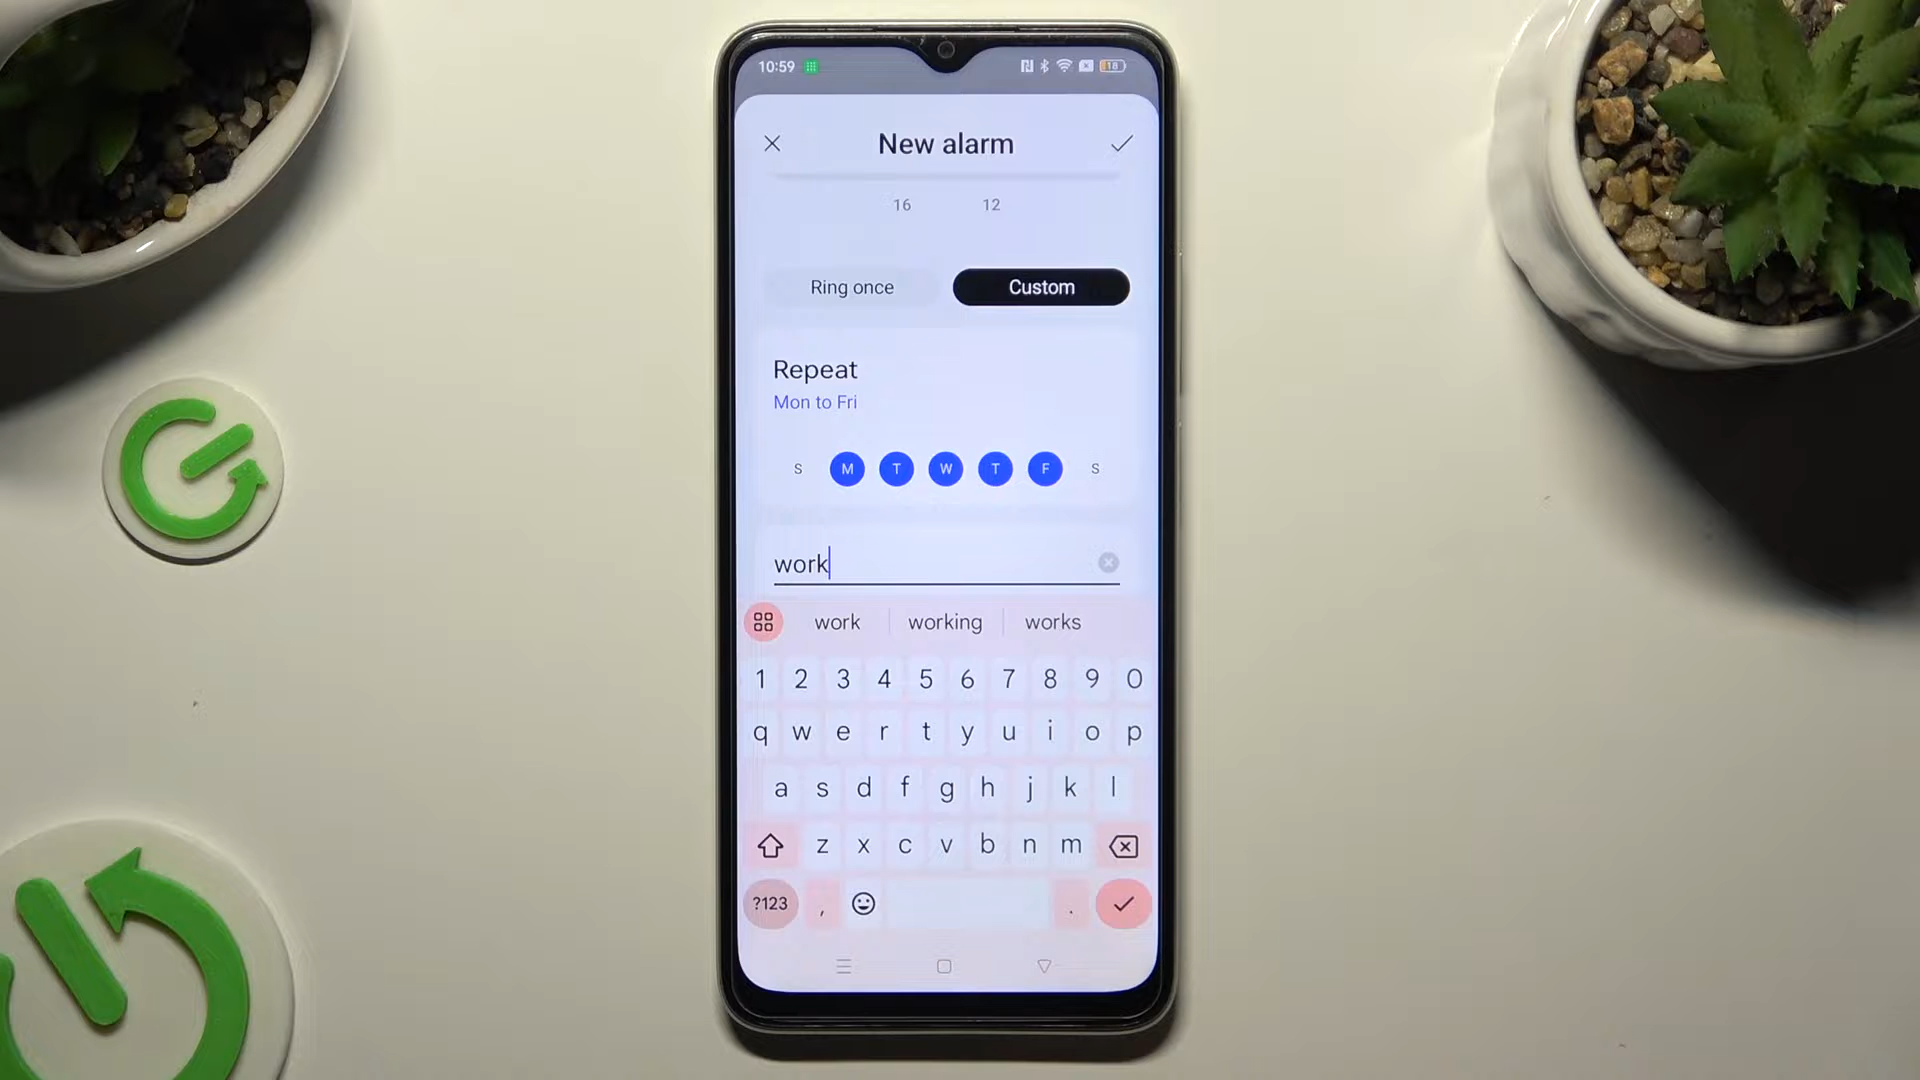 10:59 18
New alarm
16 12
Ring once Custom
Repeat
Mon to Fri
S M T W T F S
work
work working works
1 2 3 4 5 6 7 8 9 0
q w e r t y u i o p
a s d f g h j k l
z x c v b n m
?123 , .